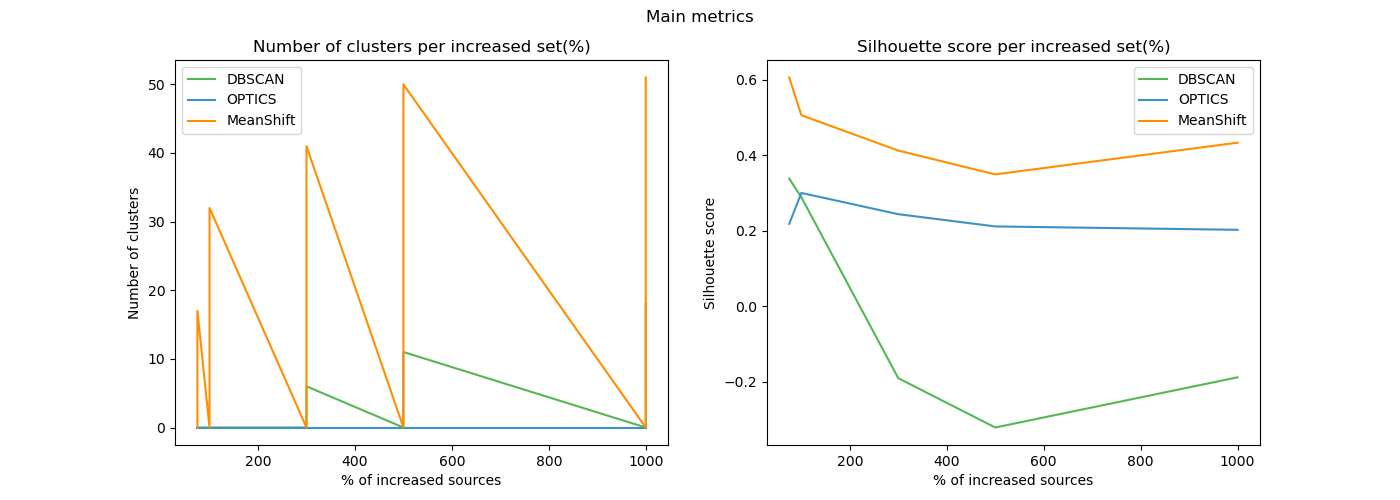 Main metrics
Number of clusters per increased set(%)
DBSCAN
OPTICS
MeanShift
50
40
30
20
10
0
Number of clusters
200
400
600
800
1000
% of increased sources
Silhouette score per increased set(%)
DBSCAN
OPTICS
MeanShift
0.6
0.4
0.2
0.0
−0.2
Silhouette score
200
400
600
800
1000
% of increased sources